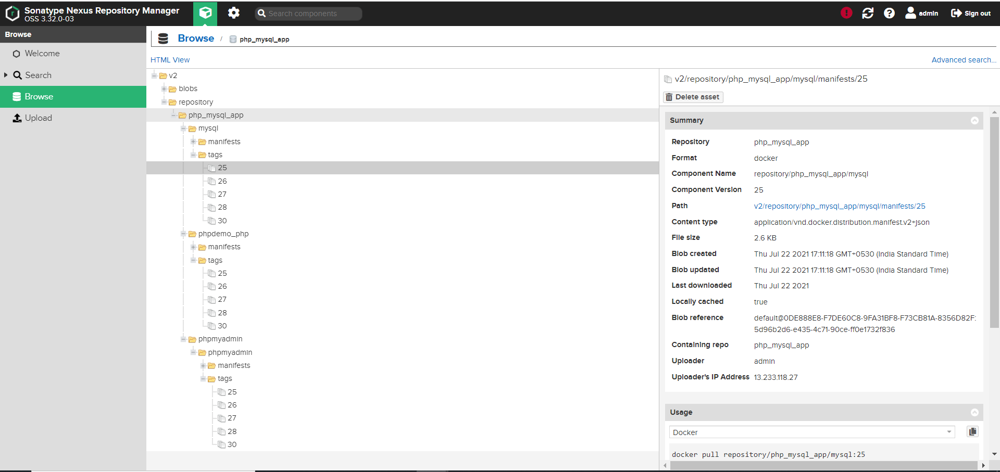 Sonatype Nexus Repository Manager
OSS 3.32.0-03
Search components
admin
Sign out
Browse
Welcome
Search
Browse
Upload
Browse / php_mysql_app
HTML View
Advanced search...
v2
blobs
repository
php_mysql_app
mysql
manifests
tags
25
26
27
28
30
phpdemo_php
manifests
tags
25
26
27
28
30
phpmyadmin
phpmyadmin
manifests
tags
25
26
27
28
30
v2/repository/php_mysql_app/mysql/manifests/25
Delete asset
Summary
Repository php_mysql_app
Format docker
Component Name repository/php_mysql_app/mysql
Component Version 25
Path v2/repository/php_mysql_app/mysql/manifests/25
Content type application/vnd.docker.distribution.manifest.v2+json
File size 2.6 KB
Blob created Thu Jul 22 2021 17:11:18 GMT+0530 (India Standard Time)
Blob updated Thu Jul 22 2021 17:11:18 GMT+0530 (India Standard Time)
Last downloaded Thu Jul 22 2021
Locally cached true
Blob reference default@0DE888E8-F7DE60C8-9FA31BF8-F73CB81A-8356D82F:
5d96b2d6-e435-4c71-90ce-ff0e1732f836
Containing repo php_mysql_app
Uploader admin
Uploader's IP Address 13.233.118.27
Usage
Docker
docker pull repository/php_mysql_app/mysql:25